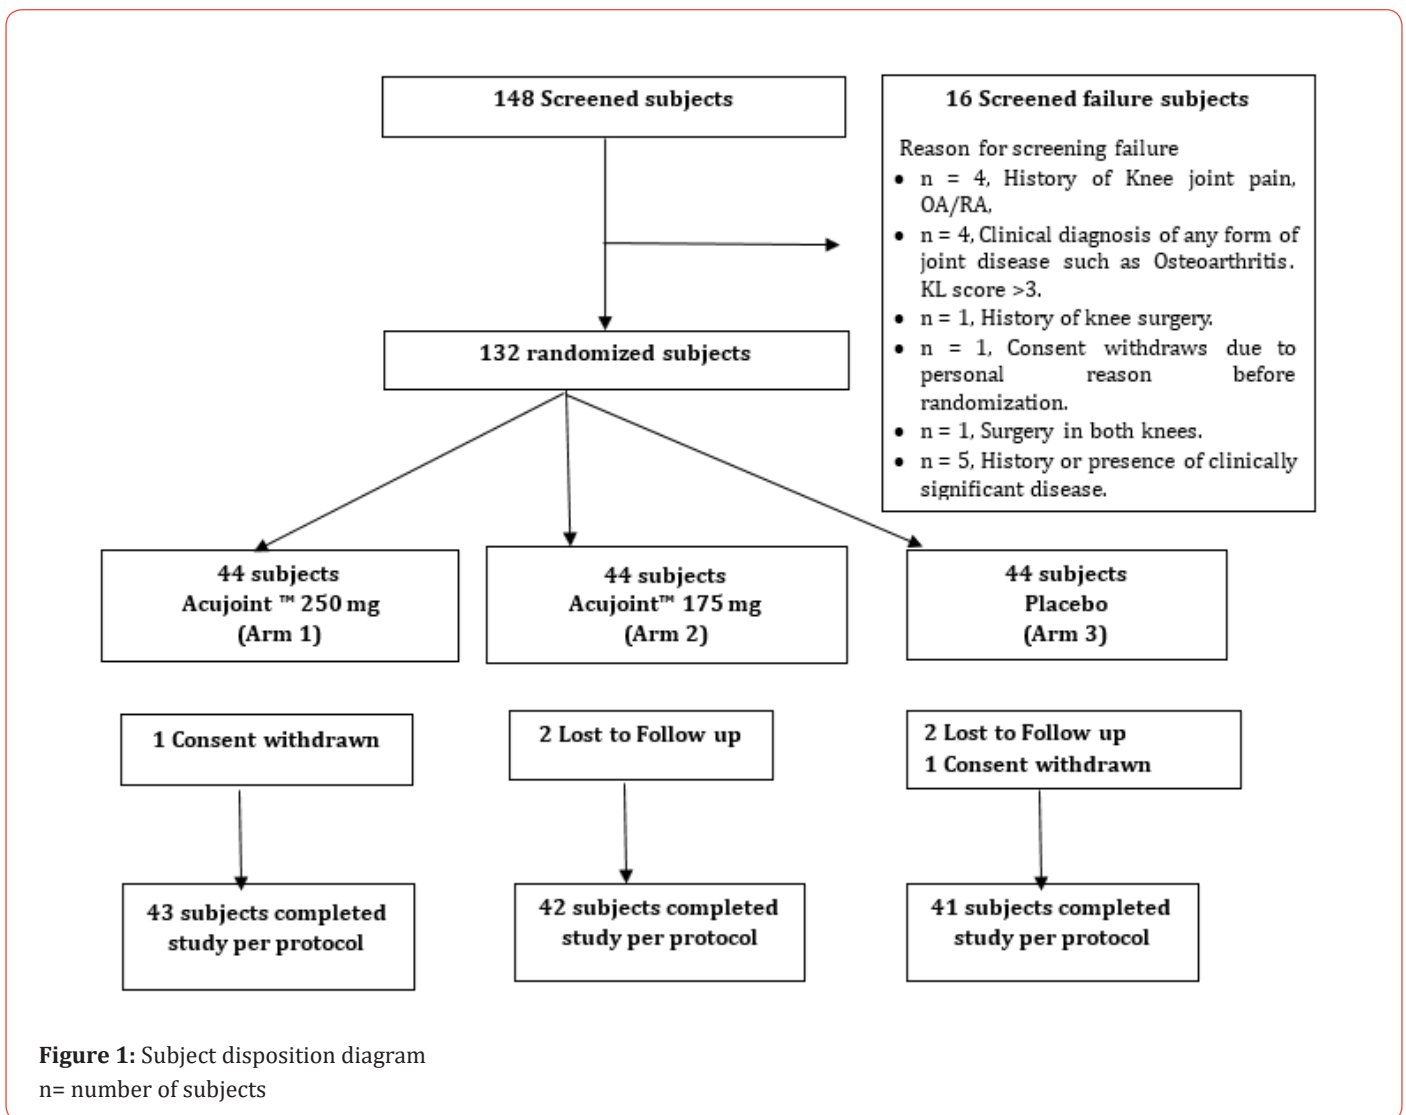 148 Screened subjects
16 Screened failure subjects
Reason for screening failure
• n = 4, History of Knee joint pain,
OA/RA,
• n = 4, Clinical diagnosis of any form of
joint disease such as Osteoarthritis.
KL score >3.
• n = 1, History of knee surgery.
• n = 1, Consent withdraws due to
personal reason before
randomization.
• n = 1, Surgery in both knees.
• n = 5, History or presence of clinically
significant disease.
132 randomized subjects
44 subjects
Acujoint ™ 250 mg
(Arm 1)
44 subjects
Acujoint™ 175 mg
(Arm 2)
44 subjects
Placebo
(Arm 3)
1 Consent withdrawn
2 Lost to Follow up
2 Lost to Follow up
1 Consent withdrawn
43 subjects completed
study per protocol
42 subjects completed
study per protocol
41 subjects completed
study per protocol
Figure 1: Subject disposition diagram
n= number of subjects